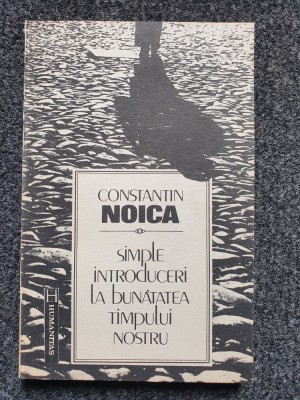 CONSTANTIN
NOICA
simple
introduceri
la bunătatea
timpului
nostru
H
HUMANITAS